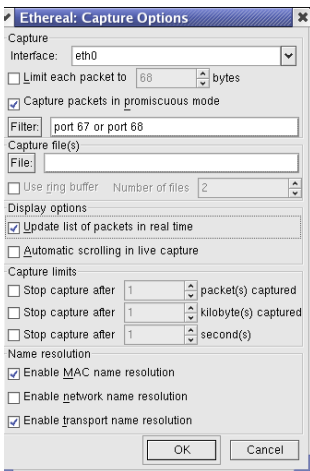 Ethereal: Capture Options
Capture
Interface: eth0
Limit each packet to 68 bytes
Capture packets in promiscuous mode
Filter: port 67 or port 68
Capture file(s)
File:
Use ring buffer Number of files 2
Display options
Update list of packets in real time
Automatic scrolling in live capture
Capture limits
Stop capture after 1 packet(s) captured
Stop capture after 1 kilobyte(s) captured
Stop capture after 1 second(s)
Name resolution
Enable MAC name resolution
Enable network name resolution
Enable transport name resolution
OK Cancel